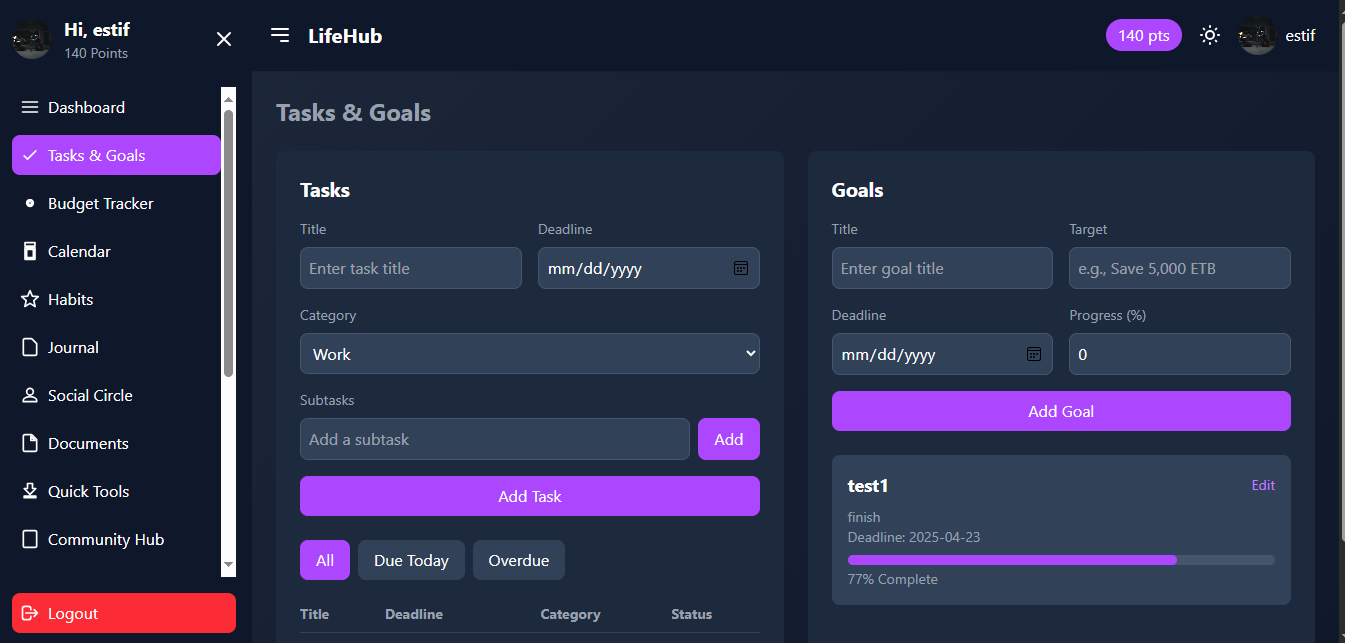 Hi, estif
140 Points
LifeHub
140 pts
estif
Dashboard
Tasks & Goals
Budget Tracker
Calendar
Habits
Journal
Social Circle
Documents
Quick Tools
Community Hub
Logout
Tasks & Goals
Tasks
Title
Deadline
Enter task title
mm/dd/yyyy
Category
Work
Subtasks
Add a subtask
Add
Add Task
All
Due Today
Overdue
Title
Deadline
Category
Status
Goals
Title
Target
Enter goal title
e.g., Save 5,000 ETB
Deadline
Progress (%)
mm/dd/yyyy
0
Add Goal
test1
Edit
finish
Deadline: 2025-04-23
77% Complete